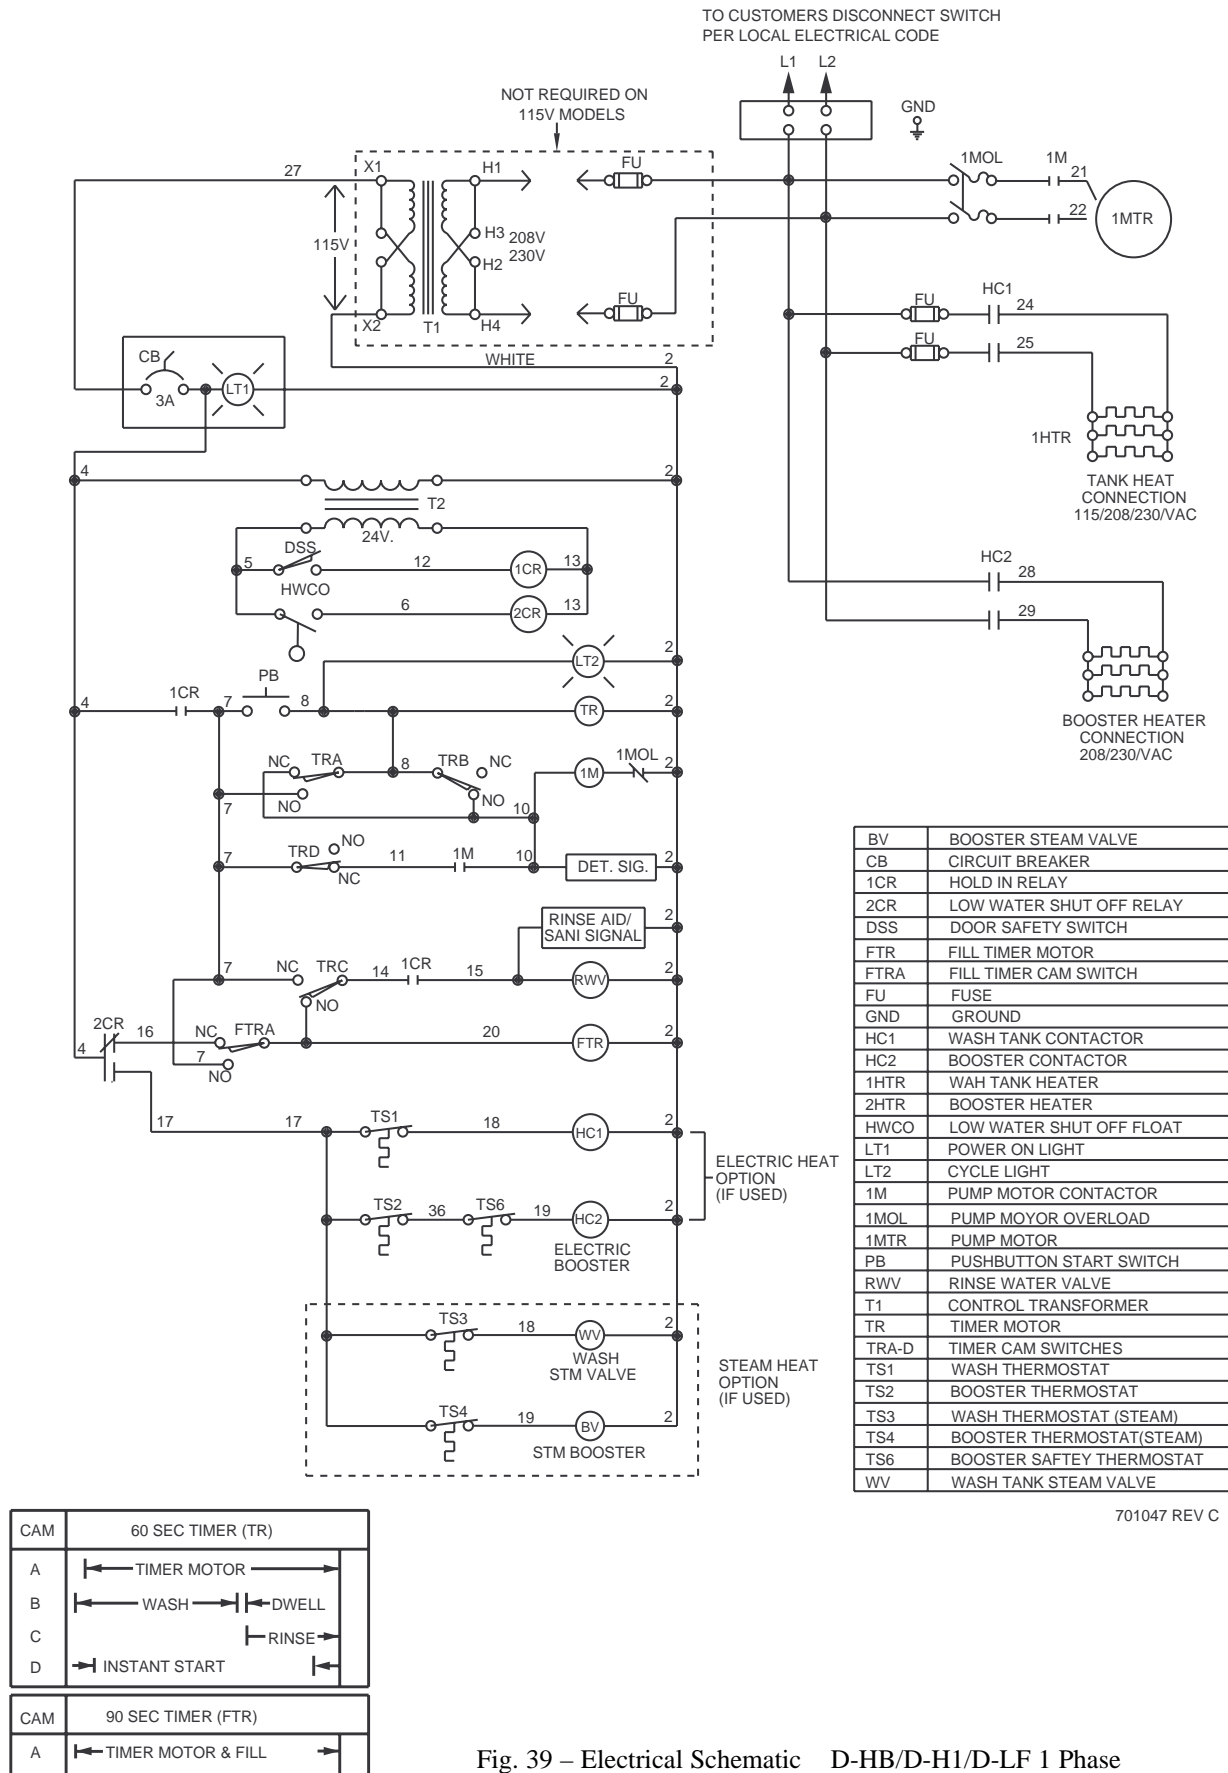 TO CUSTOMERS DISCONNECT SWITCH
PER LOCAL ELECTRICAL CODE
L1 L2
NOT REQUIRED ON
115V MODELS
GND
27 X1 H1 FU 1MOL 1M 21
22 1MTR
115V H3 208V
H2 230V
X2 T1 H4 FU
FU HC1 24
FU 25
WHITE 2
CB 3A LT1 2
1HTR
TANK HEAT
CONNECTION
115/208/230/VAC
4 2
T2
24V.
5 DSS 12 1CR 13
HWCO 6 2CR 13
HC2 28
29
BOOSTER HEATER
CONNECTION
208/230/VAC
LT2 2
4 1CR 7 PB 8 TR 2
NC TRA 8 TRB NC 1M 1MOL 2
7 NO NO 10
7 TRD NO NC 11 1M 10 DET. SIG. 2
RINSE AID/
SANI SIGNAL 2
7 NC TRC 14 1CR 15 RWV 2
NO
4 2CR 16 NC FTRA 20 FTR 2
7 NO
17 17 TS1 18 HC1 2
ELECTRIC HEAT
OPTION
(IF USED)
TS2 36 TS6 19 HC2 2
ELECTRIC
BOOSTER
TS3 18 WV 2
WASH
STM VALVE
STEAM HEAT
OPTION
(IF USED)
TS4 19 BV 2
STM BOOSTER
BV BOOSTER STEAM VALVE
CB CIRCUIT BREAKER
1CR HOLD IN RELAY
2CR LOW WATER SHUT OFF RELAY
DSS DOOR SAFETY SWITCH
FTR FILL TIMER MOTOR
FTRA FILL TIMER CAM SWITCH
FU FUSE
GND GROUND
HC1 WASH TANK CONTACTOR
HC2 BOOSTER CONTACTOR
1HTR WAH TANK HEATER
2HTR BOOSTER HEATER
HWCO LOW WATER SHUT OFF FLOAT
LT1 POWER ON LIGHT
LT2 CYCLE LIGHT
1M PUMP MOTOR CONTACTOR
1MOL PUMP MOYOR OVERLOAD
1MTR PUMP MOTOR
PB PUSHBUTTON START SWITCH
RWV RINSE WATER VALVE
T1 CONTROL TRANSFORMER
TR TIMER MOTOR
TRA-D TIMER CAM SWITCHES
TS1 WASH THERMOSTAT
TS2 BOOSTER THERMOSTAT
TS3 WASH THERMOSTAT (STEAM)
TS4 BOOSTER THERMOSTAT(STEAM)
TS6 BOOSTER SAFTEY THERMOSTAT
WV WASH TANK STEAM VALVE
701047 REV C
CAM 60 SEC TIMER (TR)
A TIMER MOTOR
B WASH DWELL
C RINSE
D INSTANT START
CAM 90 SEC TIMER (FTR)
A TIMER MOTOR & FILL
Fig. 39 – Electrical Schematic D-HB/D-H1/D-LF 1 Phase